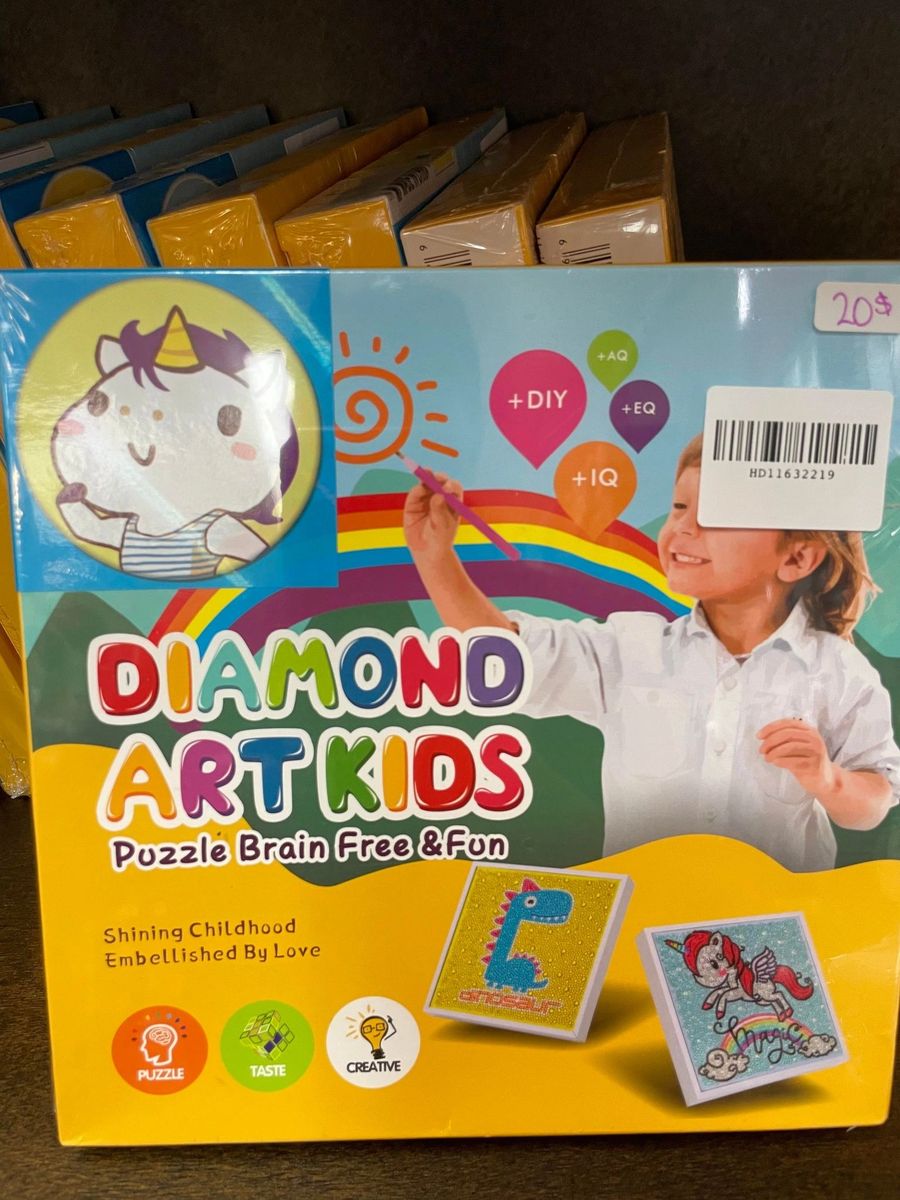 20$
+AQ
+DIY
+EQ
+IQ
HD11632219
DIAMOND
ART KIDS
Puzzle Brain Free &Fun
Shining Childhood
Embellished By Love
dinosaur
Magic
PUZZLE
TASTE
CREATIVE